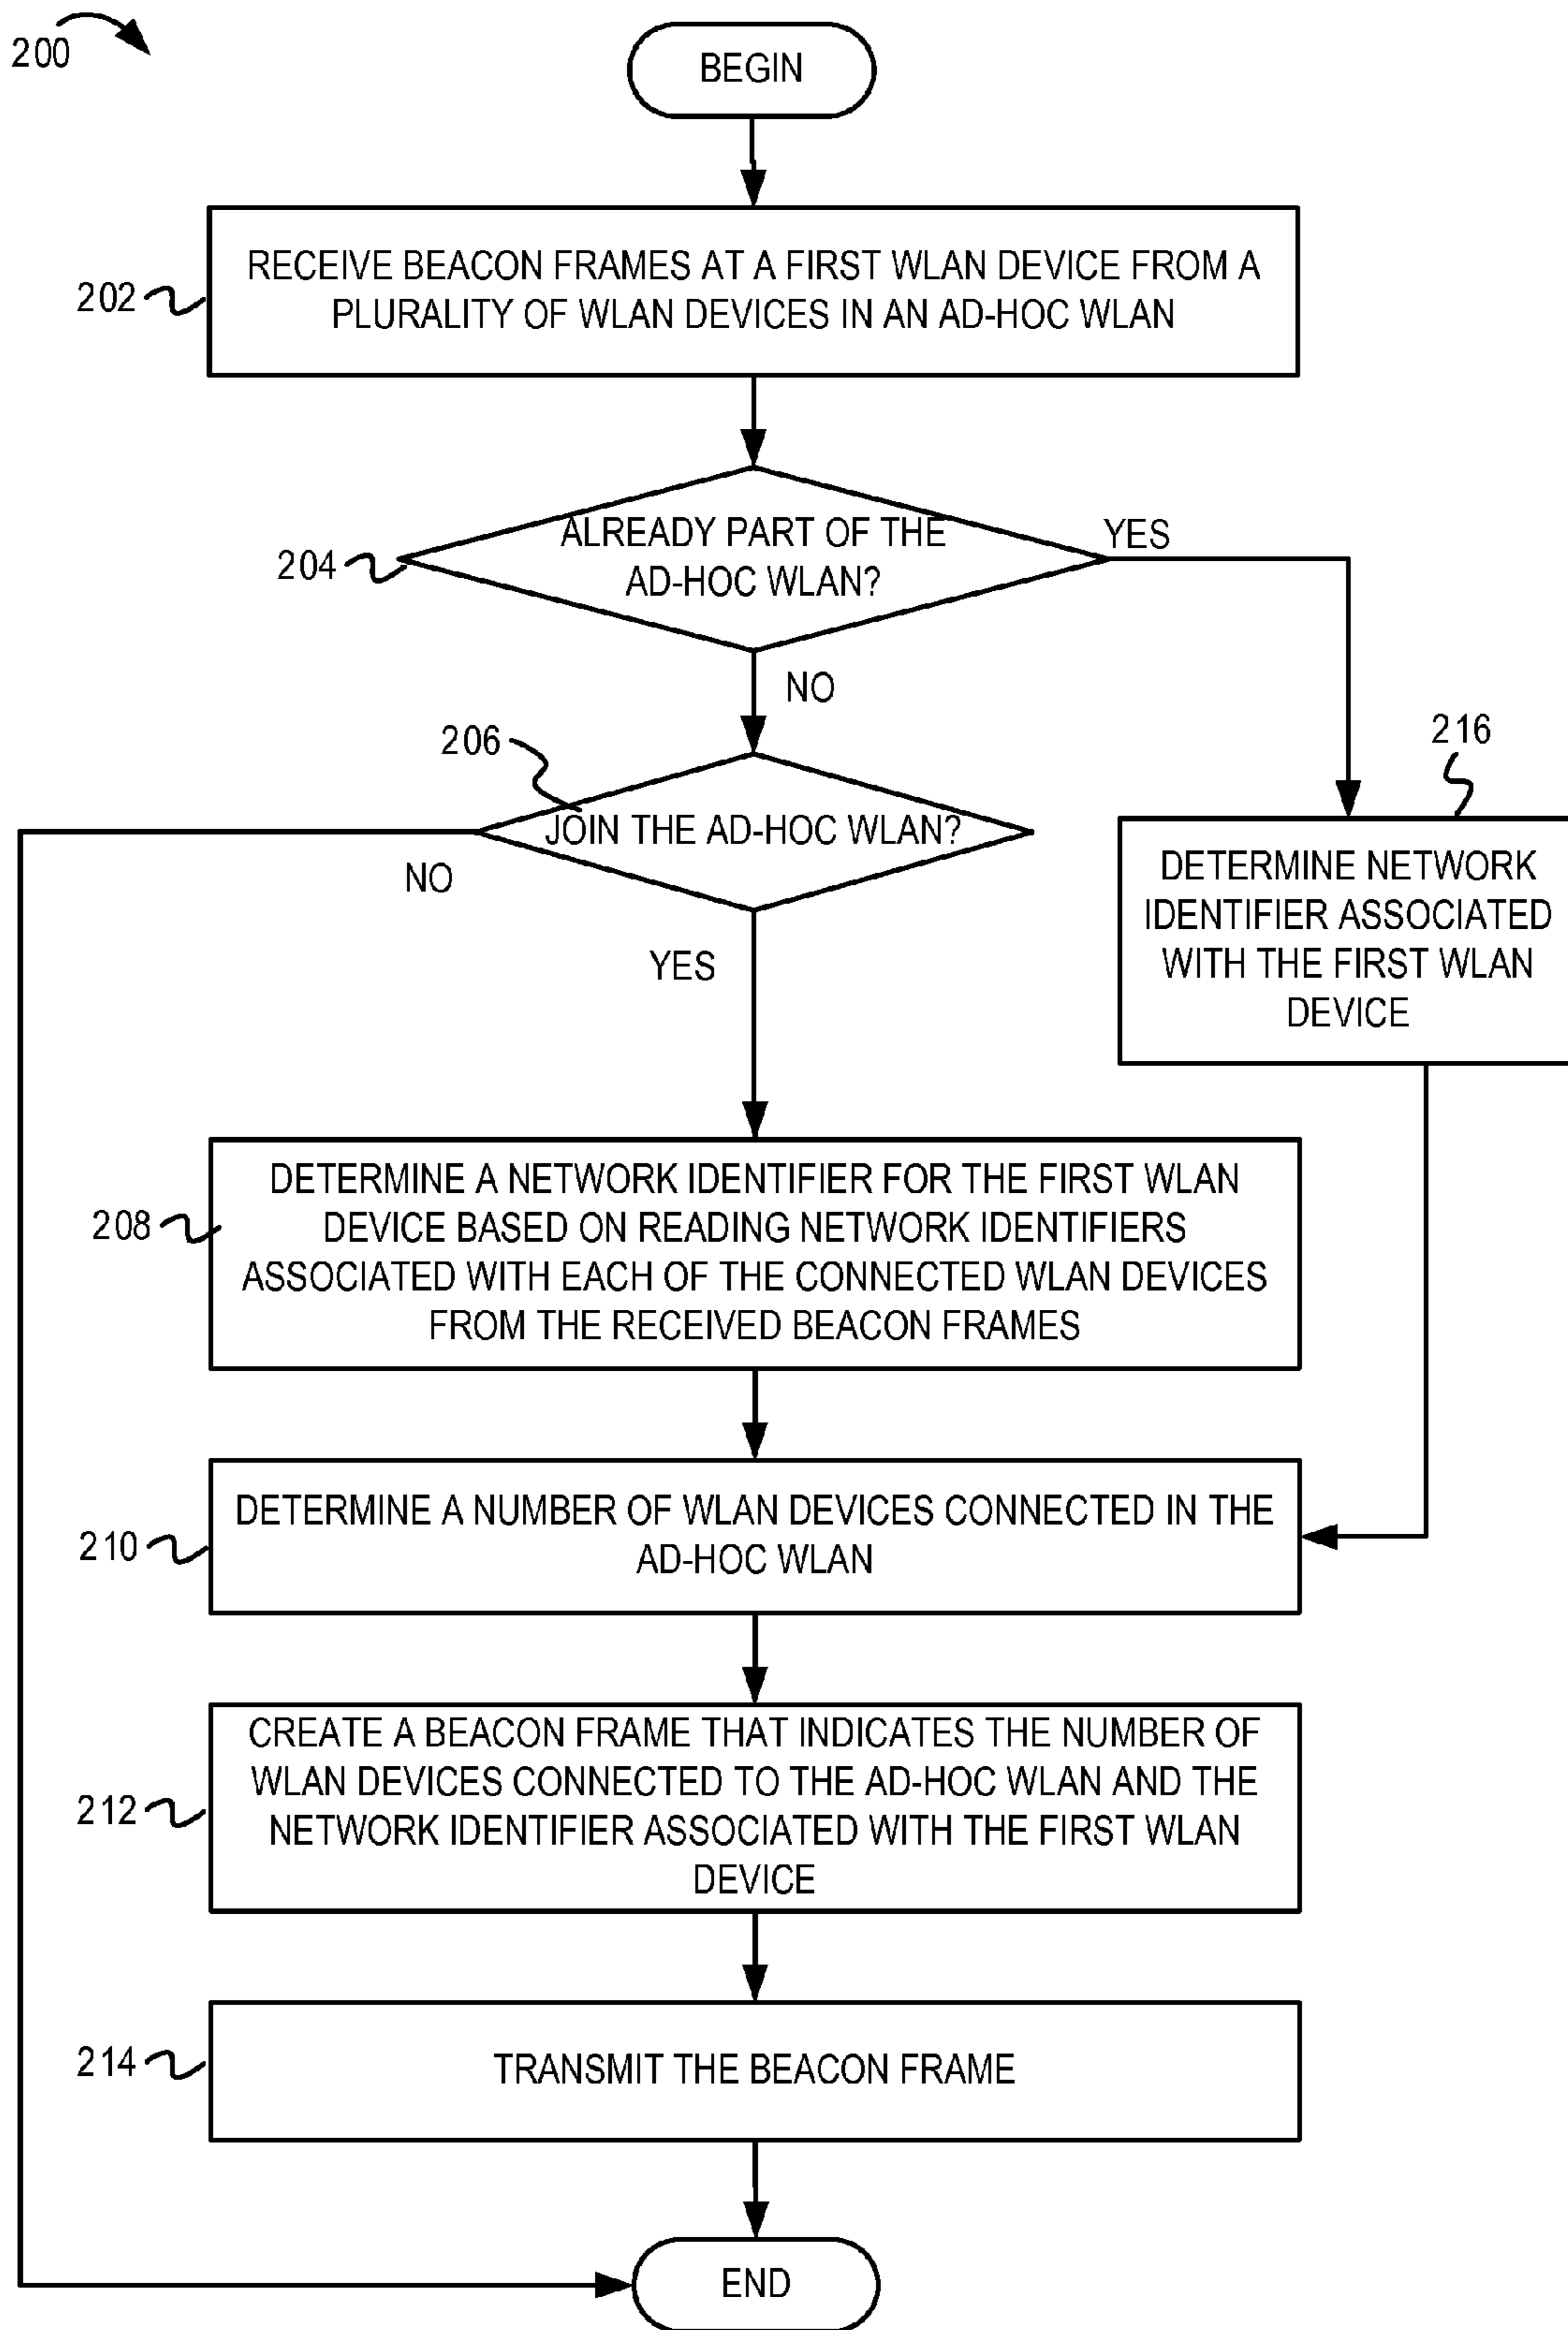 200
BEGIN
202
RECEIVE BEACON FRAMES AT A FIRST WLAN DEVICE FROM A
PLURALITY OF WLAN DEVICES IN AN AD-HOC WLAN
204
ALREADY PART OF THE
AD-HOC WLAN?
YES
NO
206
JOIN THE AD-HOC WLAN?
NO
YES
216
DETERMINE NETWORK
IDENTIFIER ASSOCIATED
WITH THE FIRST WLAN
DEVICE
208
DETERMINE A NETWORK IDENTIFIER FOR THE FIRST WLAN
DEVICE BASED ON READING NETWORK IDENTIFIERS
ASSOCIATED WITH EACH OF THE CONNECTED WLAN DEVICES
FROM THE RECEIVED BEACON FRAMES
210
DETERMINE A NUMBER OF WLAN DEVICES CONNECTED IN THE
AD-HOC WLAN
212
CREATE A BEACON FRAME THAT INDICATES THE NUMBER OF
WLAN DEVICES CONNECTED TO THE AD-HOC WLAN AND THE
NETWORK IDENTIFIER ASSOCIATED WITH THE FIRST WLAN
DEVICE
214
TRANSMIT THE BEACON FRAME
END